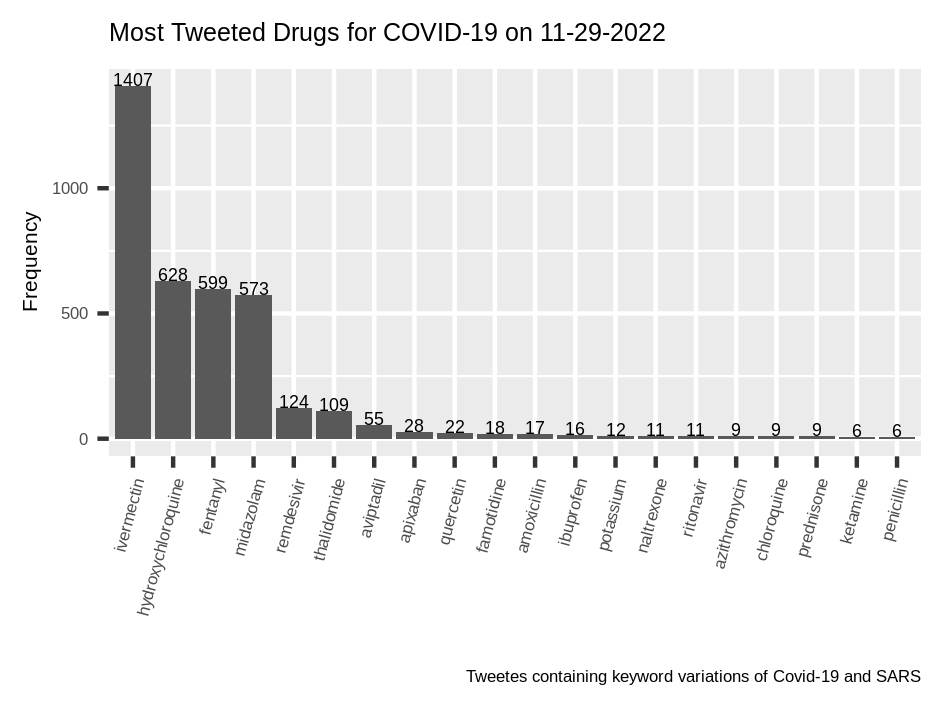 Most Tweeted Drugs for COVID-19 on 11-29-2022
1407
628
599
573
124
109
55
28
22
18
17
16
12
11
11
9
9
9
6
6
1000
500
0
Frequency
ivermectin
hydroxychloroquine
fentanyl
midazolam
remdesivir
thalidomide
aviptadil
apixaban
quercetin
famotidine
amoxicillin
ibuprofen
potassium
naltrexone
ritonavir
azithromycin
chloroquine
prednisone
ketamine
penicillin
Tweetes containing keyword variations of Covid-19 and SARS